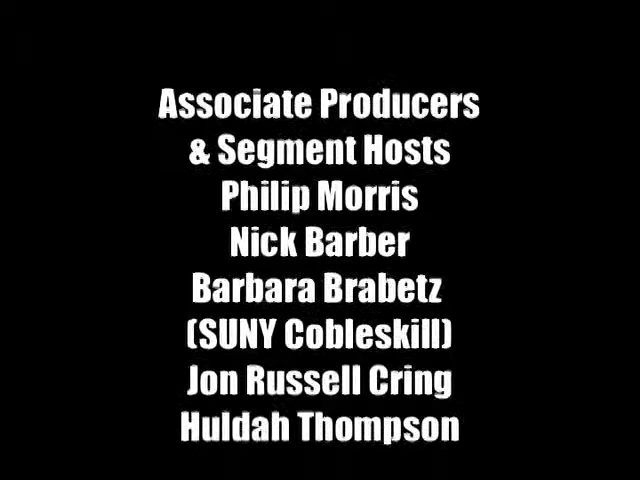 Associate Producers
& Segment Hosts
Philip Morris
Nick Barber
Barbara Brabetz
(SUNY Cobleskill)
Jon Russell Cring
Huldah Thompson